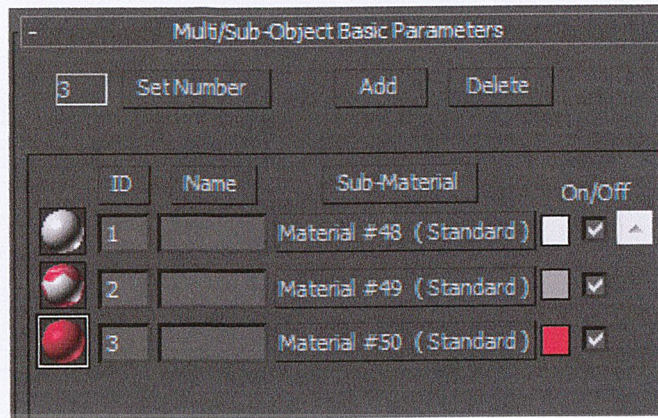 - Multi/Sub-Object Basic Parameters
3 Set Number Add Delete
ID Name Sub-Material On/Off
1 Material #48 ( Standard )
2 Material #49 ( Standard )
3 Material #50 ( Standard )